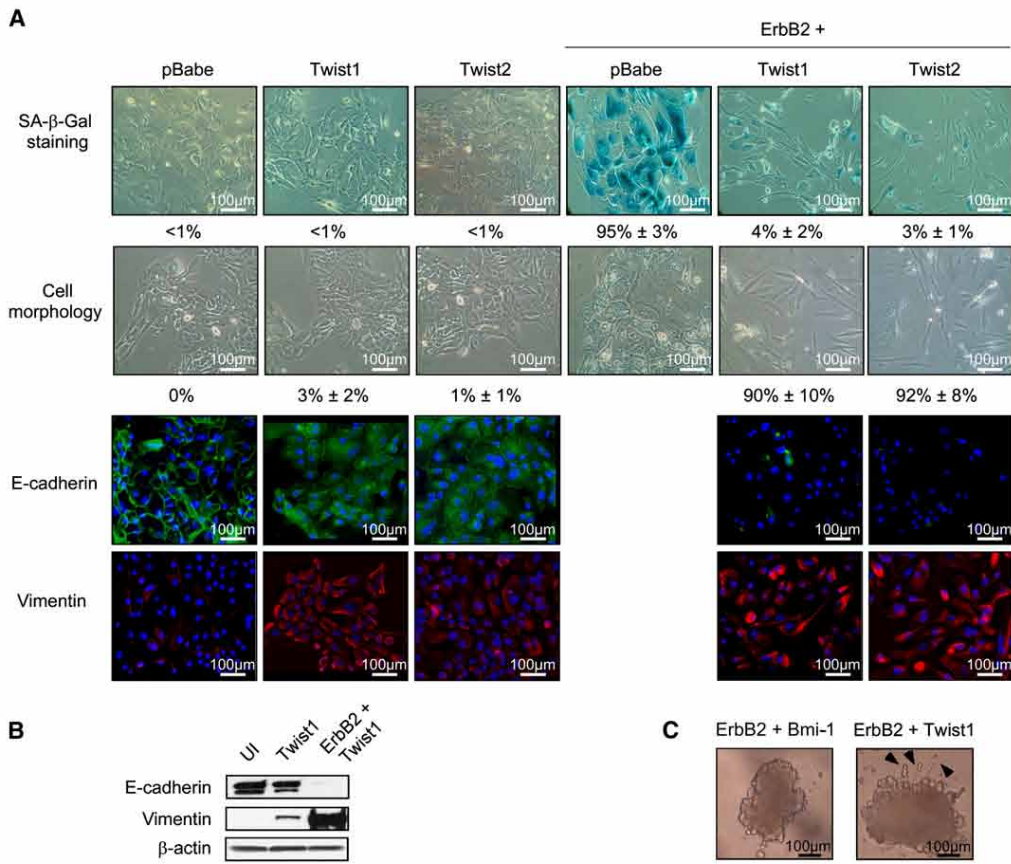 A
ErbB2 +
pBabe Twist1 Twist2 pBabe Twist1 Twist2
SA-β-Gal
staining
100µm 100µm 100µm 100µm 100µm 100µm
<1% <1% <1% 95% ± 3% 4% ± 2% 3% ± 1%
Cell
morphology
100µm 100µm 100µm 100µm 100µm 100µm
0% 3% ± 2% 1% ± 1% 90% ± 10% 92% ± 8%
E-cadherin
100µm 100µm 100µm 100µm 100µm
Vimentin
100µm 100µm 100µm 100µm 100µm
B
UI Twist1 ErbB2 +
Twist1
E-cadherin
Vimentin
β-actin
C
ErbB2 + Bmi-1 ErbB2 + Twist1
100µm 100µm